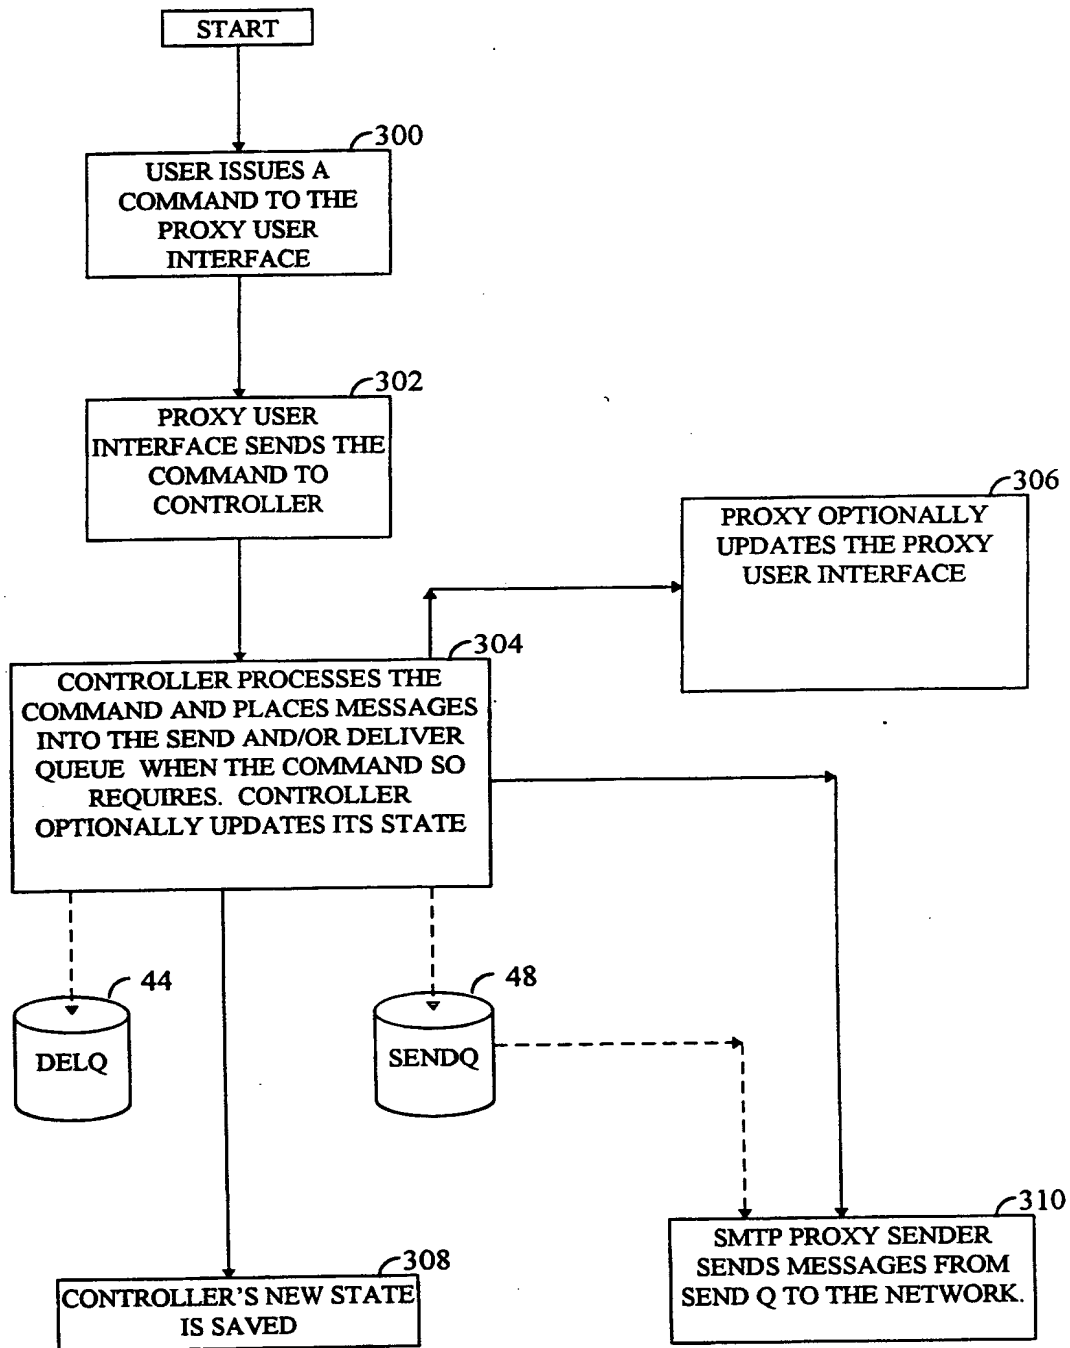 START
300
USER ISSUES A
COMMAND TO THE
PROXY USER
INTERFACE
302
PROXY USER
INTERFACE SENDS THE
COMMAND TO
CONTROLLER
306
PROXY OPTIONALLY
UPDATES THE PROXY
USER INTERFACE
304
CONTROLLER PROCESSES THE
COMMAND AND PLACES MESSAGES
INTO THE SEND AND/OR DELIVER
QUEUE WHEN THE COMMAND SO
REQUIRES. CONTROLLER
OPTIONALLY UPDATES ITS STATE
44
DELQ
48
SENDQ
310
SMTP PROXY SENDER
SENDS MESSAGES FROM
SEND Q TO THE NETWORK.
308
CONTROLLER'S NEW STATE
IS SAVED